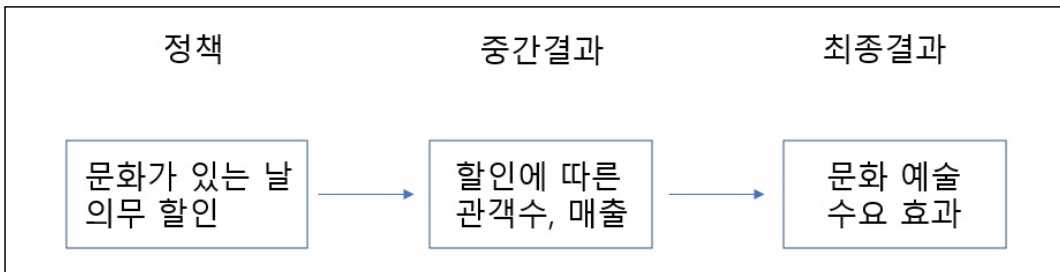 정책
중간결과
최종결과
문화가 있는 날
의무 할인
할인에 따른
관객수, 매출
문화 예술
수요 효과